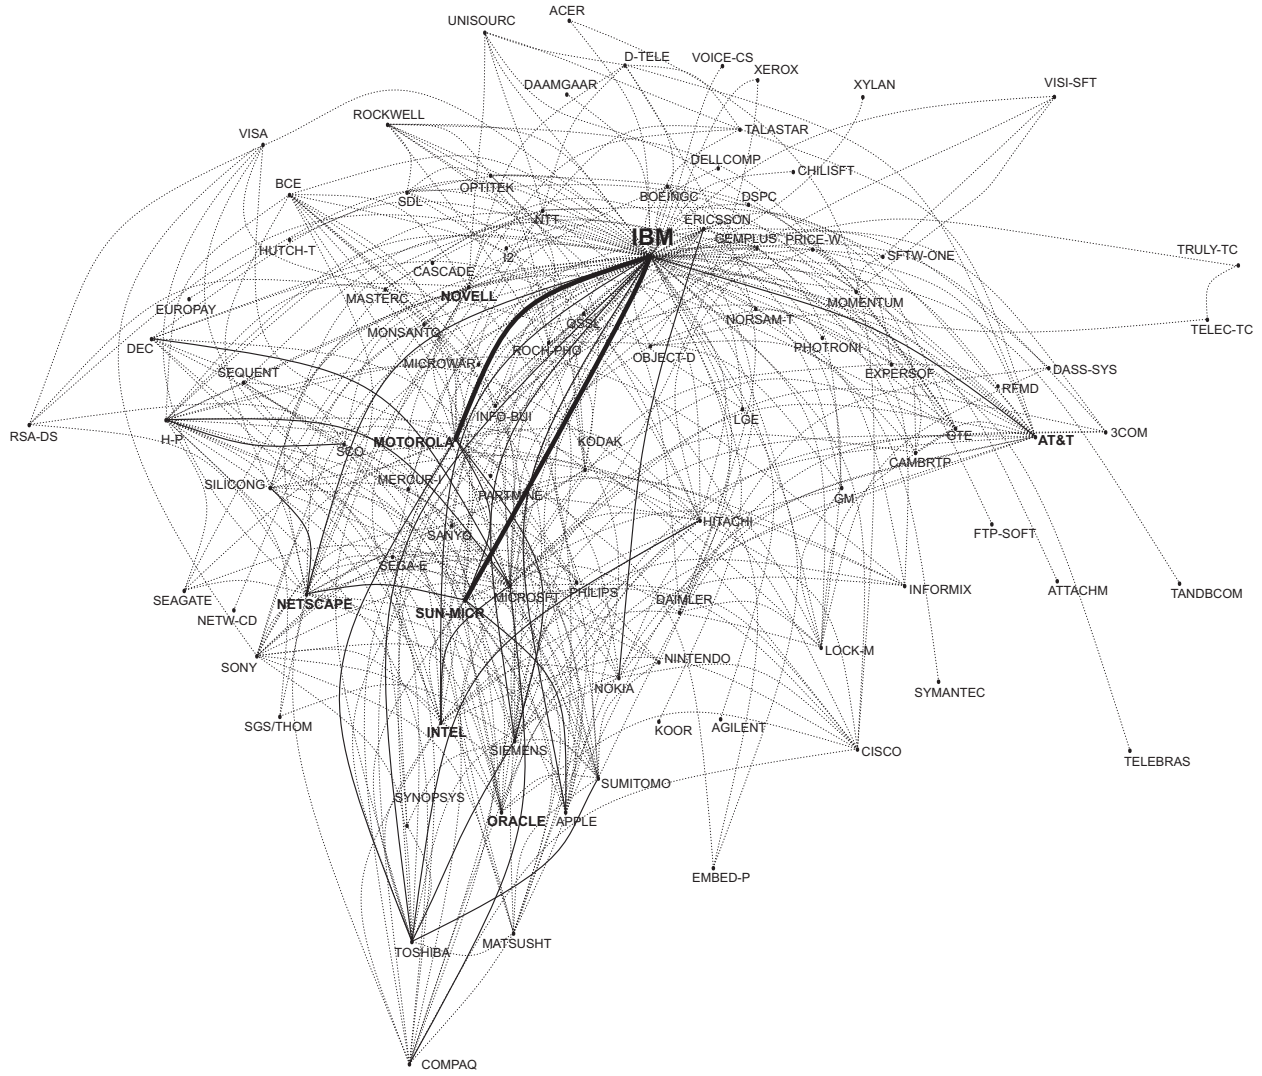 ACER
UNISOURC
D-TELE
VOICE-CS
XEROX
DAAMGAAR
XYLAN
VISI-SFT
ROCKWELL
VISA
TALASTAR
DELLCOMP
CHILISFT
BCE
OPTITEK
SDL
BOEINGC
DSPC
NTT
ERICSSON
IBM
GEMPLUS
PRICE-W
HUTCH-T
I2
SFTW-ONE
TRULY-TC
CASCADE
MASTERC
NOVELL
EUROPAY
MOMENTUM
QSSL
NORSAM-T
MONSANTO
TELEC-TC
DEC
ROCH-PHO
OBJECT-D
PHOTRONI
MICROWAR
SEQUENT
EXPERSOF
DASS-SYS
RFMD
INFO-BUI
LGE
RSA-DS
H-P
SCO
MOTOROLA
KODAK
GTE
AT&T
3COM
CAMBRTP
SILICONG
MERCUR-I
PARTMINE
GM
HITACHI
SANYO
FTP-SOFT
SEGA-E
SEAGATE
NETSCAPE
NETW-CD
SUN-MICR
MICROSFT
PHILIPS
DAIMLER
INFORMIX
ATTACHM
TANDBCOM
SONY
NINTENDO
LOCK-M
NOKIA
SYMANTEC
SGS/THOM
INTEL
SIEMENS
KOOR
AGILENT
CISCO
TELEBRAS
SYNOPSYS
SUMITOMO
ORACLE
APPLE
EMBED-P
TOSHIBA
MATSUSHT
COMPAQ